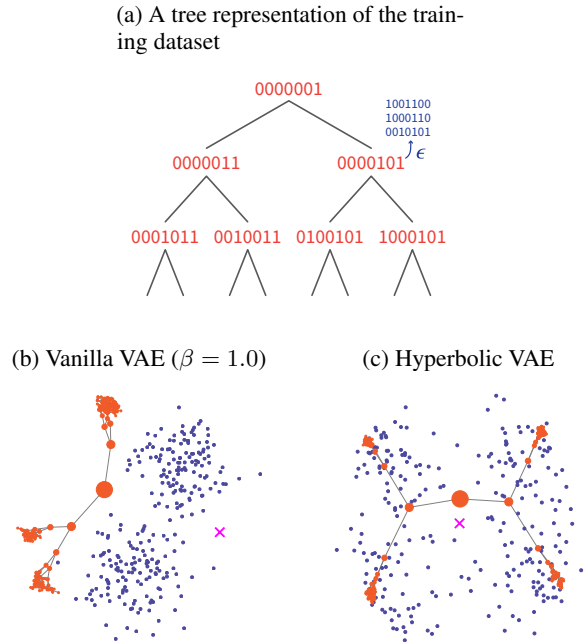 (a) A tree representation of the train-
ing dataset
0000001
1001100
1000110
0010101
ϵ
0000011 0000101
0001011 0010011 0100101 1000101
(b) Vanilla VAE (β = 1.0) (c) Hyperbolic VAE